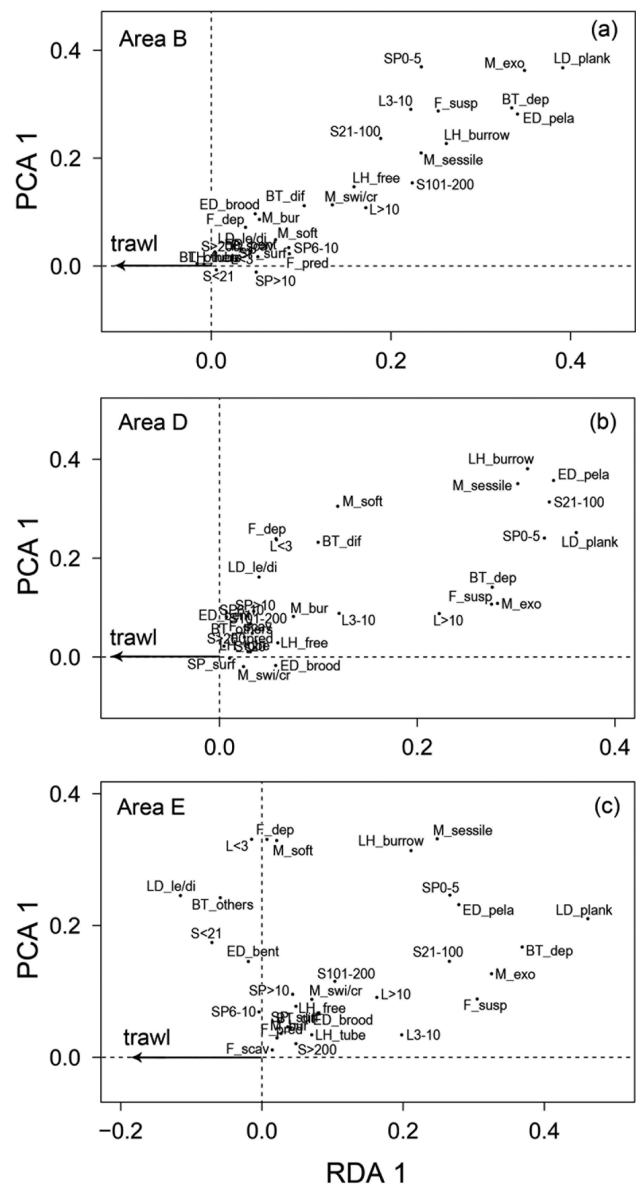 Area B
(a)
0.4
0.2
0.0
PCA 1
SP0-5
M_exo
LD_plank
L3-10
F_susp
BT_dep
ED_pela
S21-100
LH_burrow
M_sessile
LH_free
S101-200
BT_dif
M_swi/cr
L>10
ED_brood
M_bur
F_dep
M_soft
LD_le/di
SP6-10
F_pred
S<21
SP>10
trawl
0.0
0.2
0.4
Area D
(b)
0.4
0.2
0.0
PCA 1
LH_burrow
ED_pela
M_sessile
S21-100
M_soft
F_dep
L<3
BT_dif
SP0-5
LD_plank
LD_le/di
BT_dep
F_susp
M_exo
SP>10
M_bur
L3-10
L>10
S101-200
LH_free
SP_surf
ED_brood
M_swi/cr
trawl
0.0
0.2
0.4
Area E
(c)
0.4
0.2
0.0
PCA 1
F_dep
L<3
M_soft
LH_burrow
M_sessile
LD_le/di
BT_others
SP0-5
ED_pela
LD_plank
S<21
ED_bent
S21-100
BT_dep
S101-200
M_exo
SP>10
M_swi/cr
L>10
F_susp
SP6-10
LH_free
ED_brood
LH_tube
L3-10
F_scav
S>200
trawl
−0.2
0.0
0.2
0.4
RDA 1